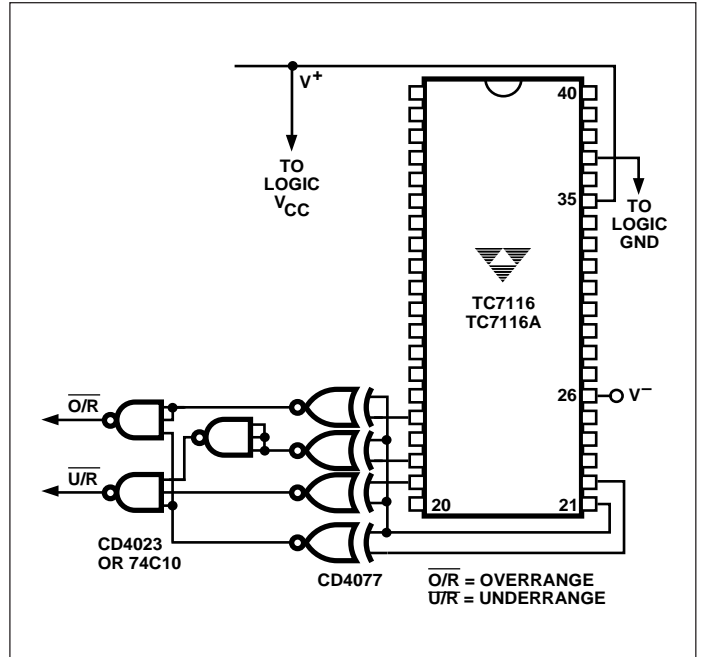 V+
TO
LOGIC
VCC
40
35
TO
LOGIC
GND
TC7116
TC7116A
26
V–
O/R
U/R
20
21
CD4023
OR 74C10
CD4077
O/R = OVERRANGE
U/R = UNDERRANGE